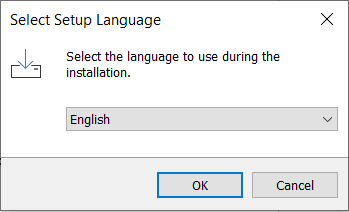 Select Setup Language
Select the language to use during the
installation.
English
OK
Cancel